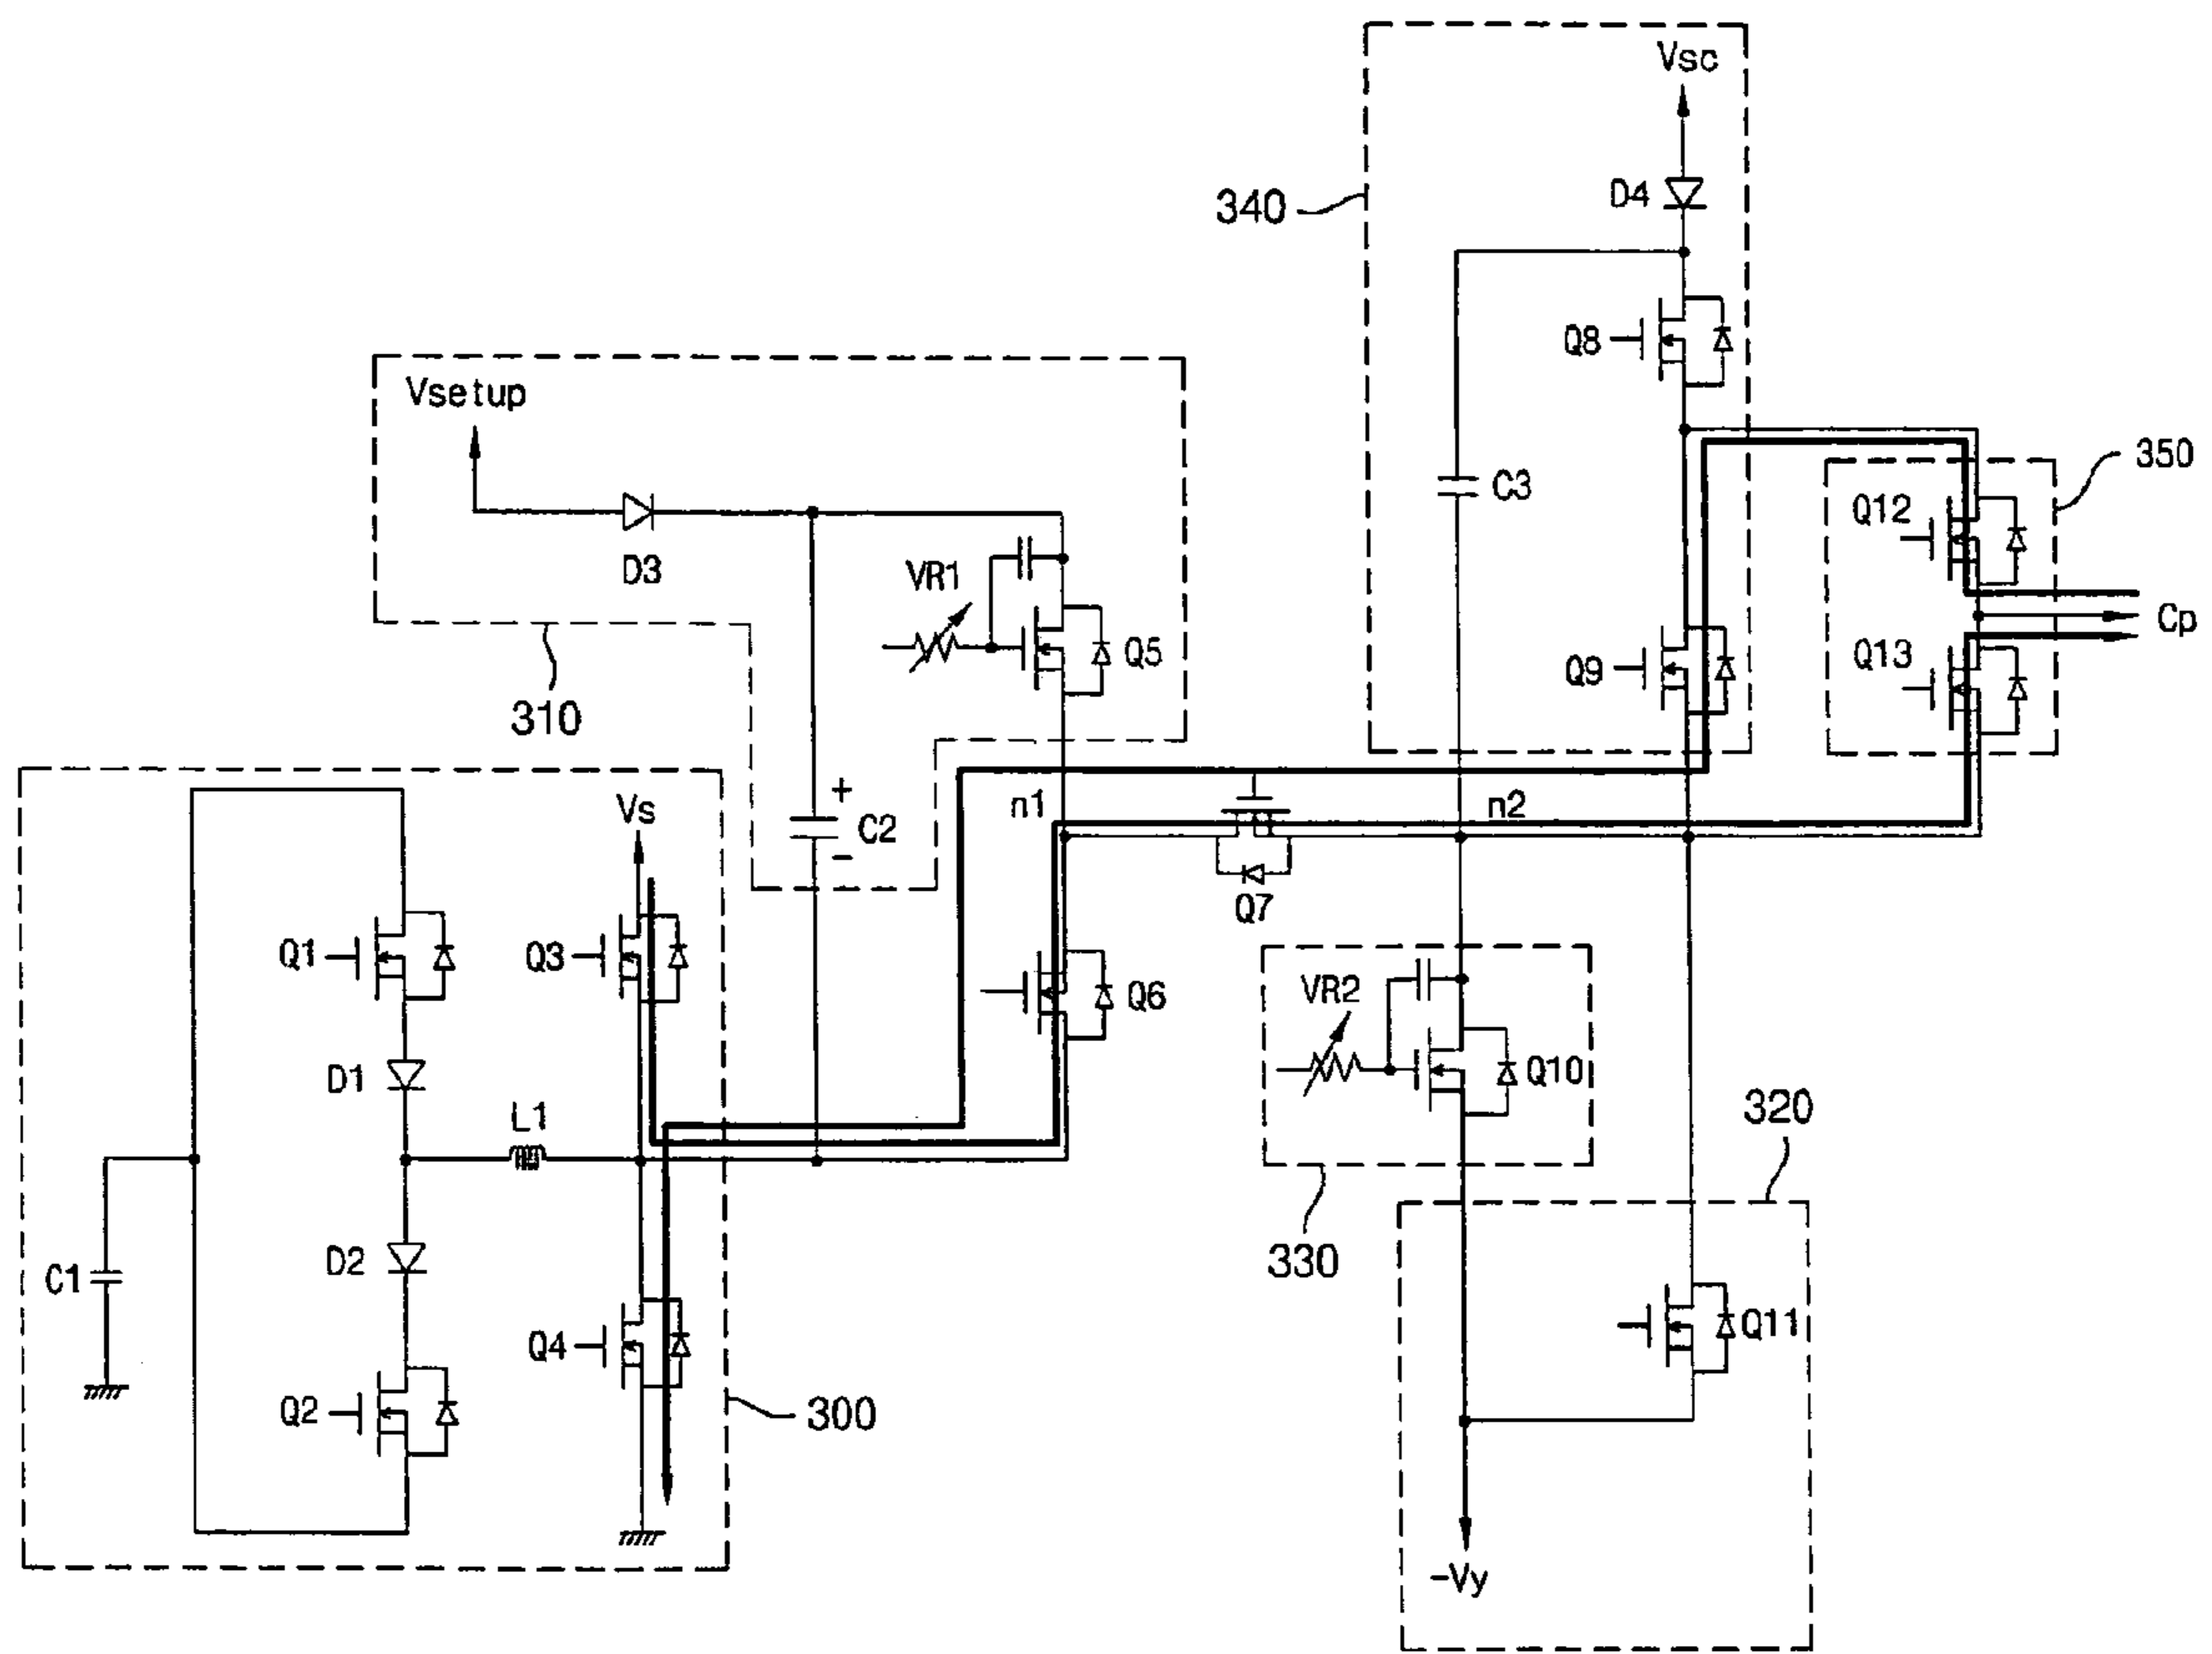 Vsc
340
D4
Q8
Vsetup
350
C3
Q12
D3
VR1
Cp
Q5
Q9
Q13
310
Vs
+
C2
−
n1
n2
Q7
Q1
Q3
Q6
VR2
Q10
D1
L1
320
D2
330
C1
Q4
Q11
Q2
300
-Vy